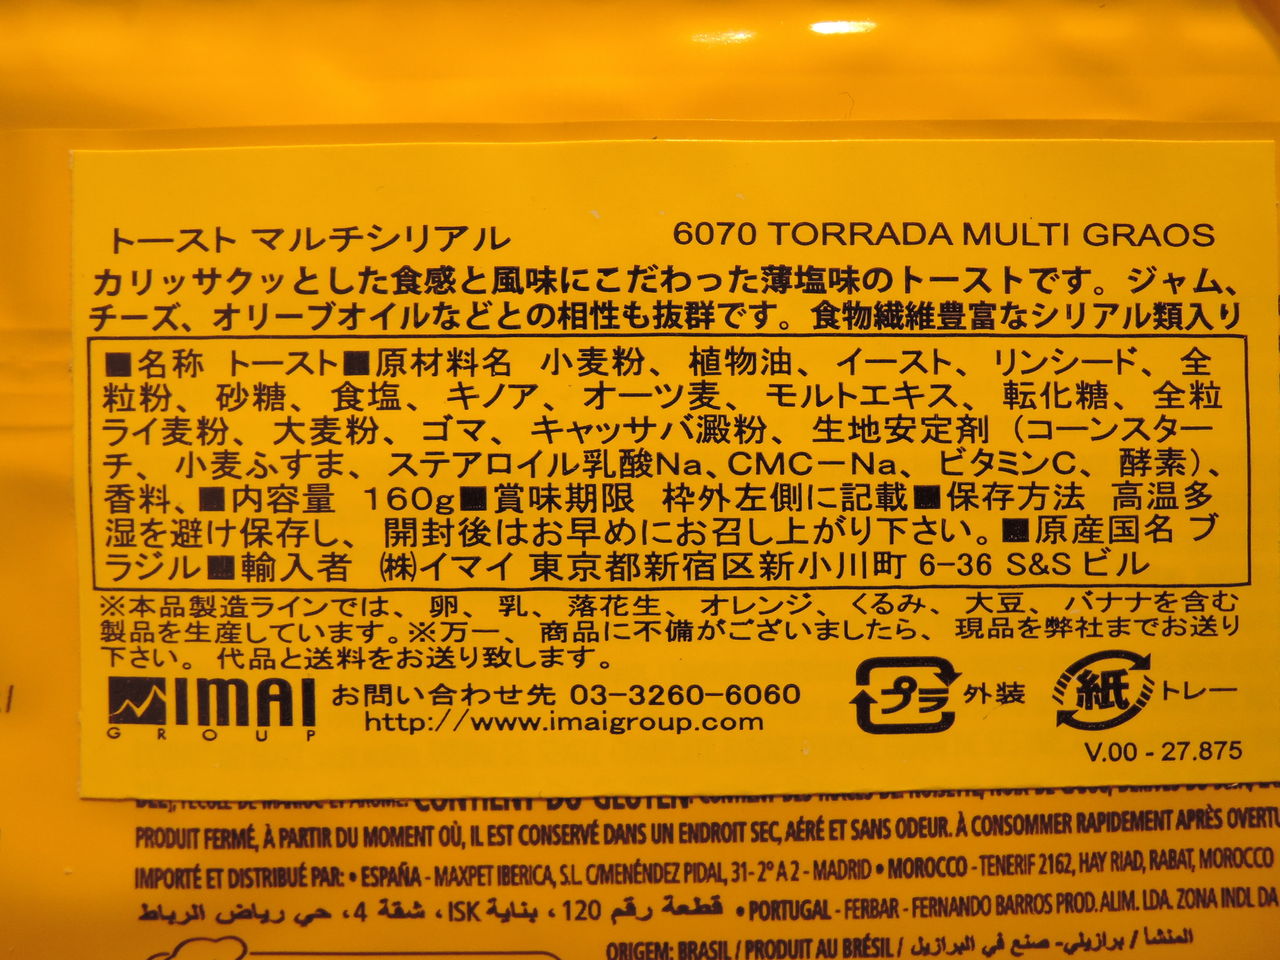 トースト マルチシリアル 6070 TORRADA MULTI GRAOS
カリッサクッとした食感と風味にこだわった薄塩味のトーストです。ジャム、
チーズ、オリーブオイルなどとの相性も抜群です。食物繊維豊富なシリアル類入り
■名称 トースト■原材料名 小麦粉、植物油、イースト、リンシード、全
粒粉、砂糖、食塩、キノア、オーツ麦、モルトエキス、転化糖、全粒
ライ麦粉、大麦粉、ゴマ、キャッサバ澱粉、生地安定剤（コーンスター
チ、小麦ふすま、ステアロイル乳酸Na、CMC－Na、ビタミンC、酵素）、
香料、■内容量 160g■賞味期限 枠外左側に記載■保存方法 高温多
湿を避け保存し、開封後はお早めにお召し上がり下さい。■原産国名 ブ
ラジル■輸入者 ㈱イマイ 東京都新宿区新小川町 6-36 S&S ビル
※本品製造ラインでは、卵、乳、落花生、オレンジ、くるみ、大豆、バナナを含む
製品を生産しています。※万一、商品に不備がございましたら、現品を弊社までお送り
下さい。代品と送料をお送り致します。
IMAI GROUP お問い合わせ先 03-3260-6060
http://www.imaigroup.com
プラ 外装 紙 トレー
V.00 - 27.875
CONTIENT DU GLUTEN.
PRODUIT FERMÉ, À PARTIR DU MOMENT OÙ, IL EST CONSERVÉ DANS UN ENDROIT SEC, AÉRÉ ET SANS ODEUR. À CONSOMMER RAPIDEMENT APRÈS OVERTU
IMPORTÉ ET DISTRIBUÉ PAR: • ESPAÑA - MAXPET IBERICA, S.L. C/MENÉNDEZ PIDAL, 31- 2º A 2 - MADRID • MOROCCO - TENERIF 2162, HAY RIAD, RABAT, MOROCCO
قطعة رقم 120، بناية ISK، شقة 4، حي رياض الرباط • PORTUGAL - FERBAR - FERNANDO BARROS PROD. ALIM. LDA. ZONA INDL DA
ORIGEM: BRASIL / PRODUIT AU BRÉSIL / المنشا / برازيلي- صنع في البرازيل